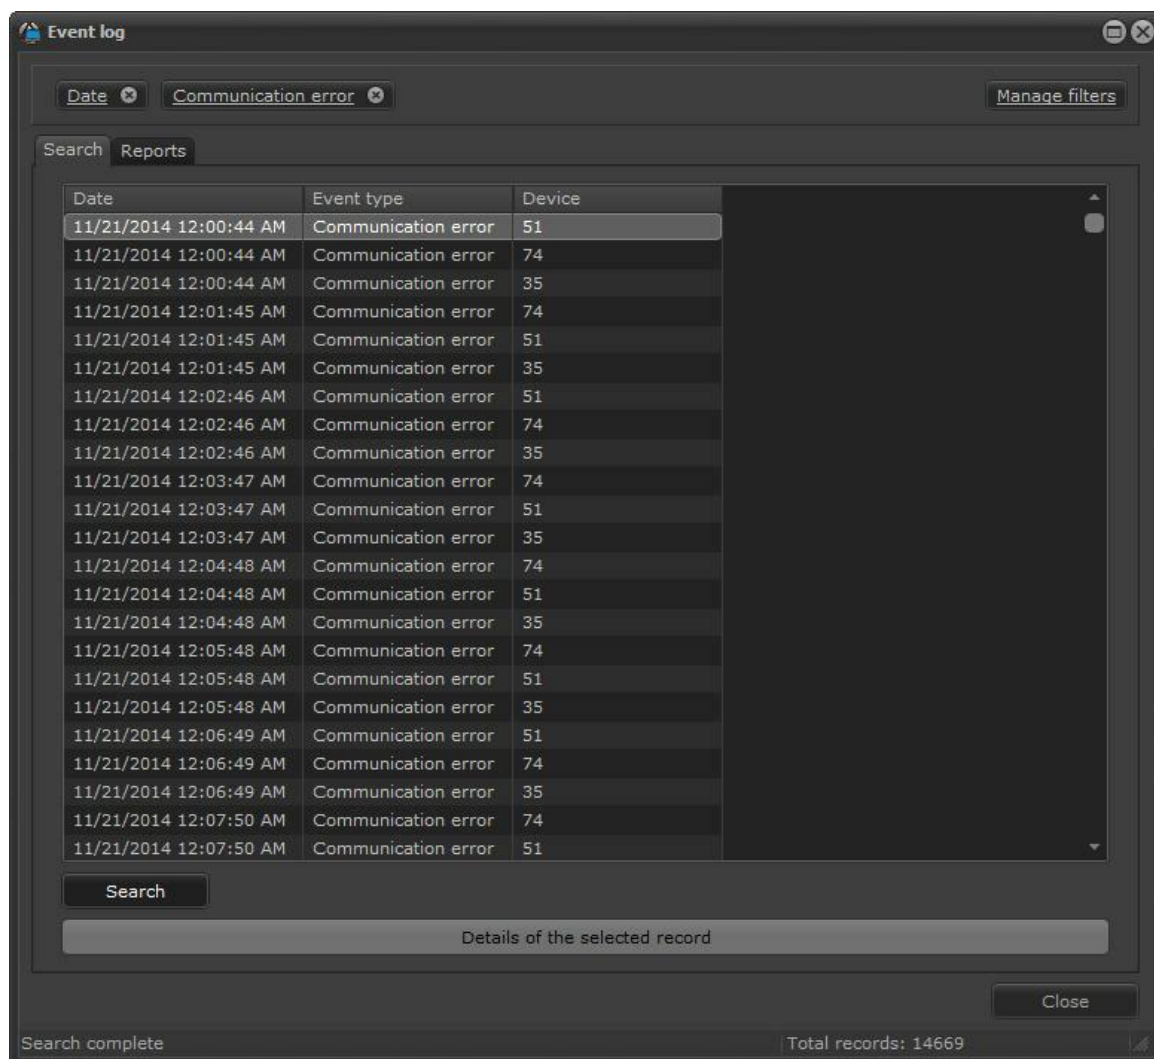 Event log
Date Communication error Manage filters
Search Reports
Date Event type Device
11/21/2014 12:00:44 AM Communication error 51
11/21/2014 12:00:44 AM Communication error 74
11/21/2014 12:00:44 AM Communication error 35
11/21/2014 12:01:45 AM Communication error 74
11/21/2014 12:01:45 AM Communication error 51
11/21/2014 12:01:45 AM Communication error 35
11/21/2014 12:02:46 AM Communication error 51
11/21/2014 12:02:46 AM Communication error 74
11/21/2014 12:02:46 AM Communication error 35
11/21/2014 12:03:47 AM Communication error 74
11/21/2014 12:03:47 AM Communication error 51
11/21/2014 12:03:47 AM Communication error 35
11/21/2014 12:04:48 AM Communication error 74
11/21/2014 12:04:48 AM Communication error 51
11/21/2014 12:04:48 AM Communication error 35
11/21/2014 12:05:48 AM Communication error 74
11/21/2014 12:05:48 AM Communication error 51
11/21/2014 12:05:48 AM Communication error 35
11/21/2014 12:06:49 AM Communication error 51
11/21/2014 12:06:49 AM Communication error 74
11/21/2014 12:06:49 AM Communication error 35
11/21/2014 12:07:50 AM Communication error 74
11/21/2014 12:07:50 AM Communication error 51
Search
Details of the selected record
Close
Search complete Total records: 14669